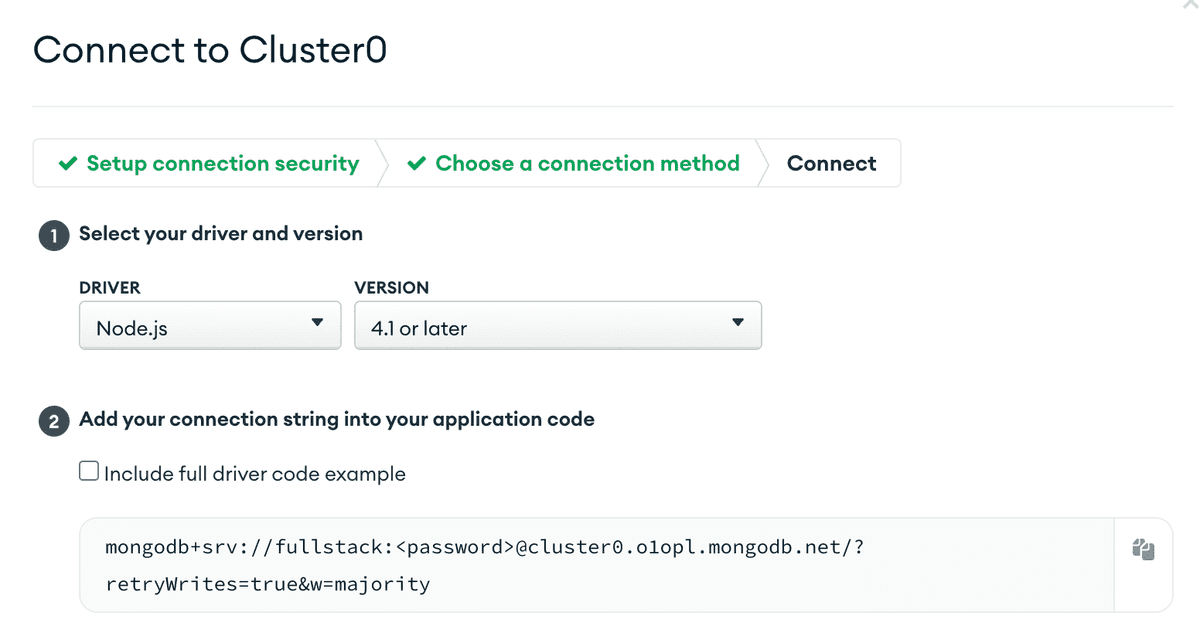 Connect to Cluster0
Setup connection security
Choose a connection method
Connect
1 Select your driver and version
DRIVER
VERSION
Node.js
4.1 or later
2 Add your connection string into your application code
Include full driver code example
mongodb+srv://fullstack:<password>@cluster0.o1opl.mongodb.net/?
retryWrites=true&w=majority